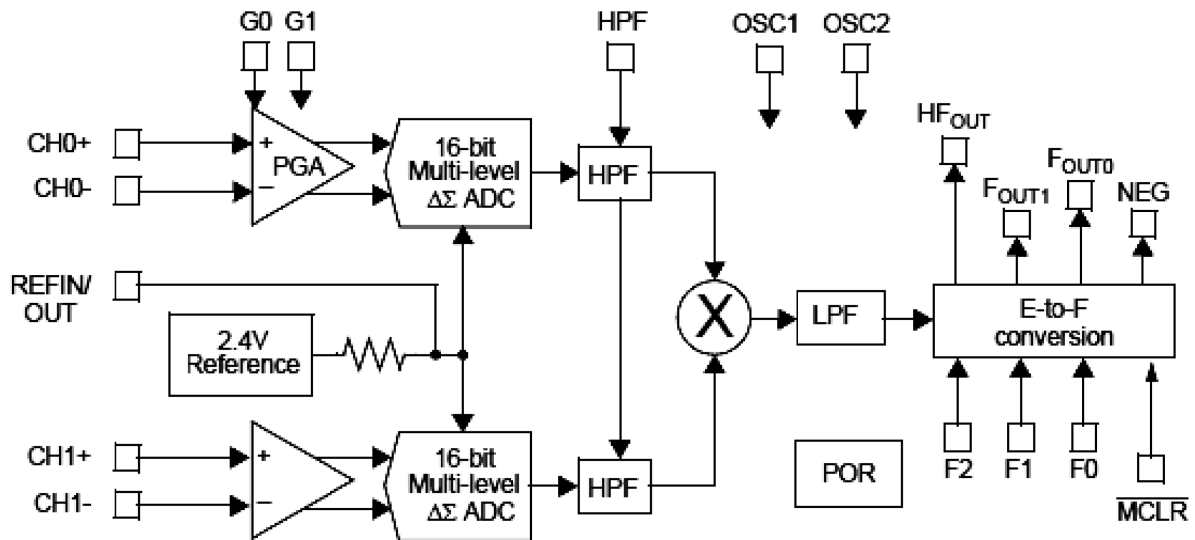 G0 G1
HPF
OSC1
OSC2
CH0+
CH0-
+
−
PGA
16-bit
Multi-level
ΔΣ ADC
HPF
HFOUT
FOUT1
FOUT0
NEG
REFIN/
OUT
2.4V
Reference
X
LPF
E-to-F
conversion
CH1+
CH1-
+
−
16-bit
Multi-level
ΔΣ ADC
HPF
POR
F2
F1
F0
MCLR